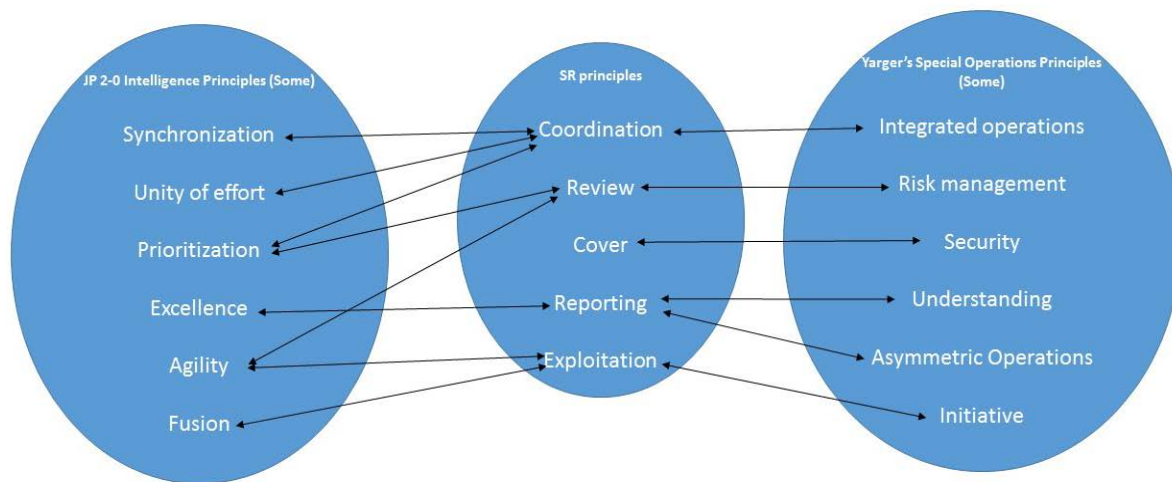 JP 2-0 Intelligence Principles (Some)
Synchronization
Unity of effort
Prioritization
Excellence
Agility
Fusion
SR principles
Coordination
Review
Cover
Reporting
Exploitation
Yarger's Special Operations Principles
(Some)
Integrated operations
Risk management
Security
Understanding
Asymmetric Operations
Initiative